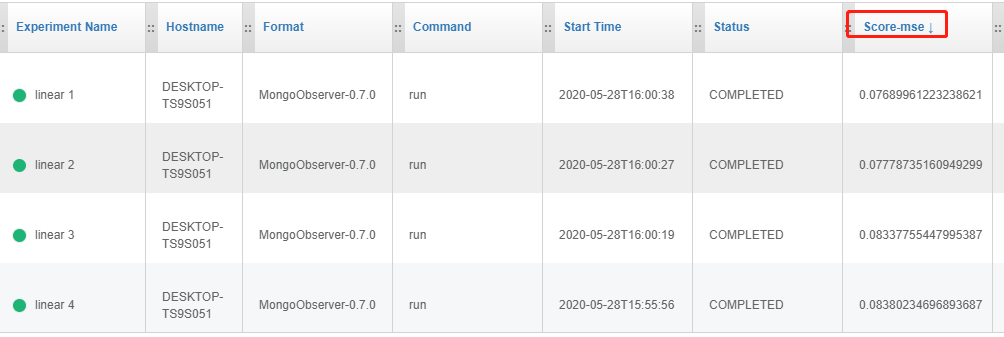 Experiment Name Hostname Format Command Start Time Status Score-mse ↓
linear 1 DESKTOP- MongoObserver-0.7.0 run 2020-05-28T16:00:38 COMPLETED 0.07689961223238621
TS9S051
linear 2 DESKTOP- MongoObserver-0.7.0 run 2020-05-28T16:00:27 COMPLETED 0.07778735160949299
TS9S051
linear 3 DESKTOP- MongoObserver-0.7.0 run 2020-05-28T16:00:19 COMPLETED 0.08337755447995387
TS9S051
linear 4 DESKTOP- MongoObserver-0.7.0 run 2020-05-28T15:55:56 COMPLETED 0.08380234696893687
TS9S051